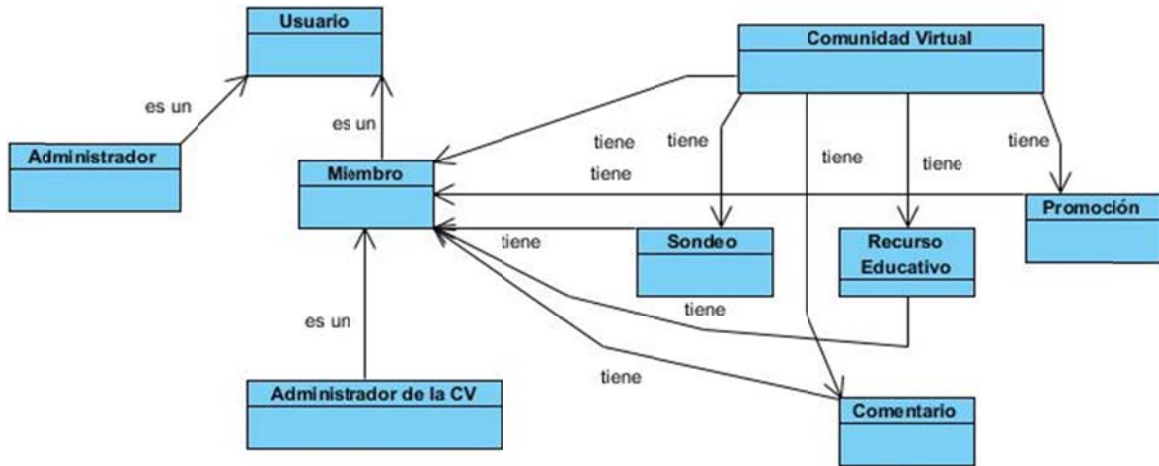 Usuario
Comunidad Virtual
es un
es un
Administrador
tiene
tiene
tiene
tiene
tiene
Miembro
tiene
Promoción
tiene
Sondeo
Recurso
Educativo
tiene
es un
tiene
Administrador de la CV
Comentario